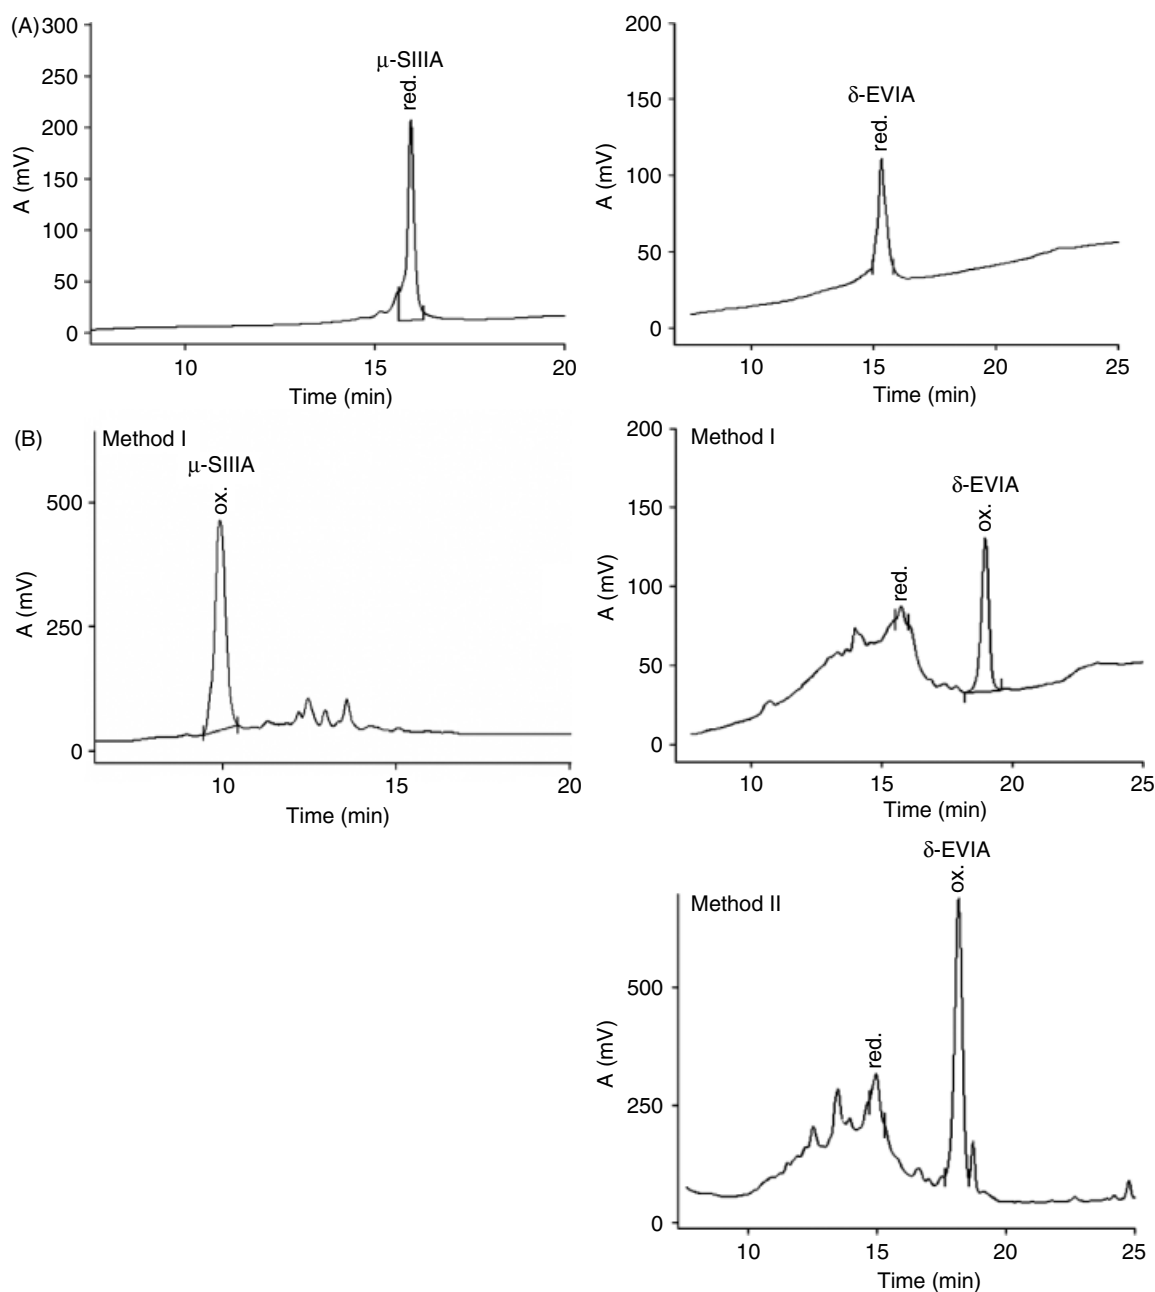 (A)
300
250
200
150
100
50
0
A (mV)
μ-SIIIA
red.
10
15
20
Time (min)
200
150
100
50
0
A (mV)
δ-EVIA
red.
10
15
20
25
Time (min)
(B)
Method I
μ-SIIIA
ox.
500
250
0
A (mV)
10
15
20
Time (min)
Method I
200
150
100
50
0
A (mV)
δ-EVIA
ox.
red.
10
15
20
25
Time (min)
δ-EVIA
ox.
Method II
red.
500
250
0
A (mV)
10
15
20
25
Time (min)